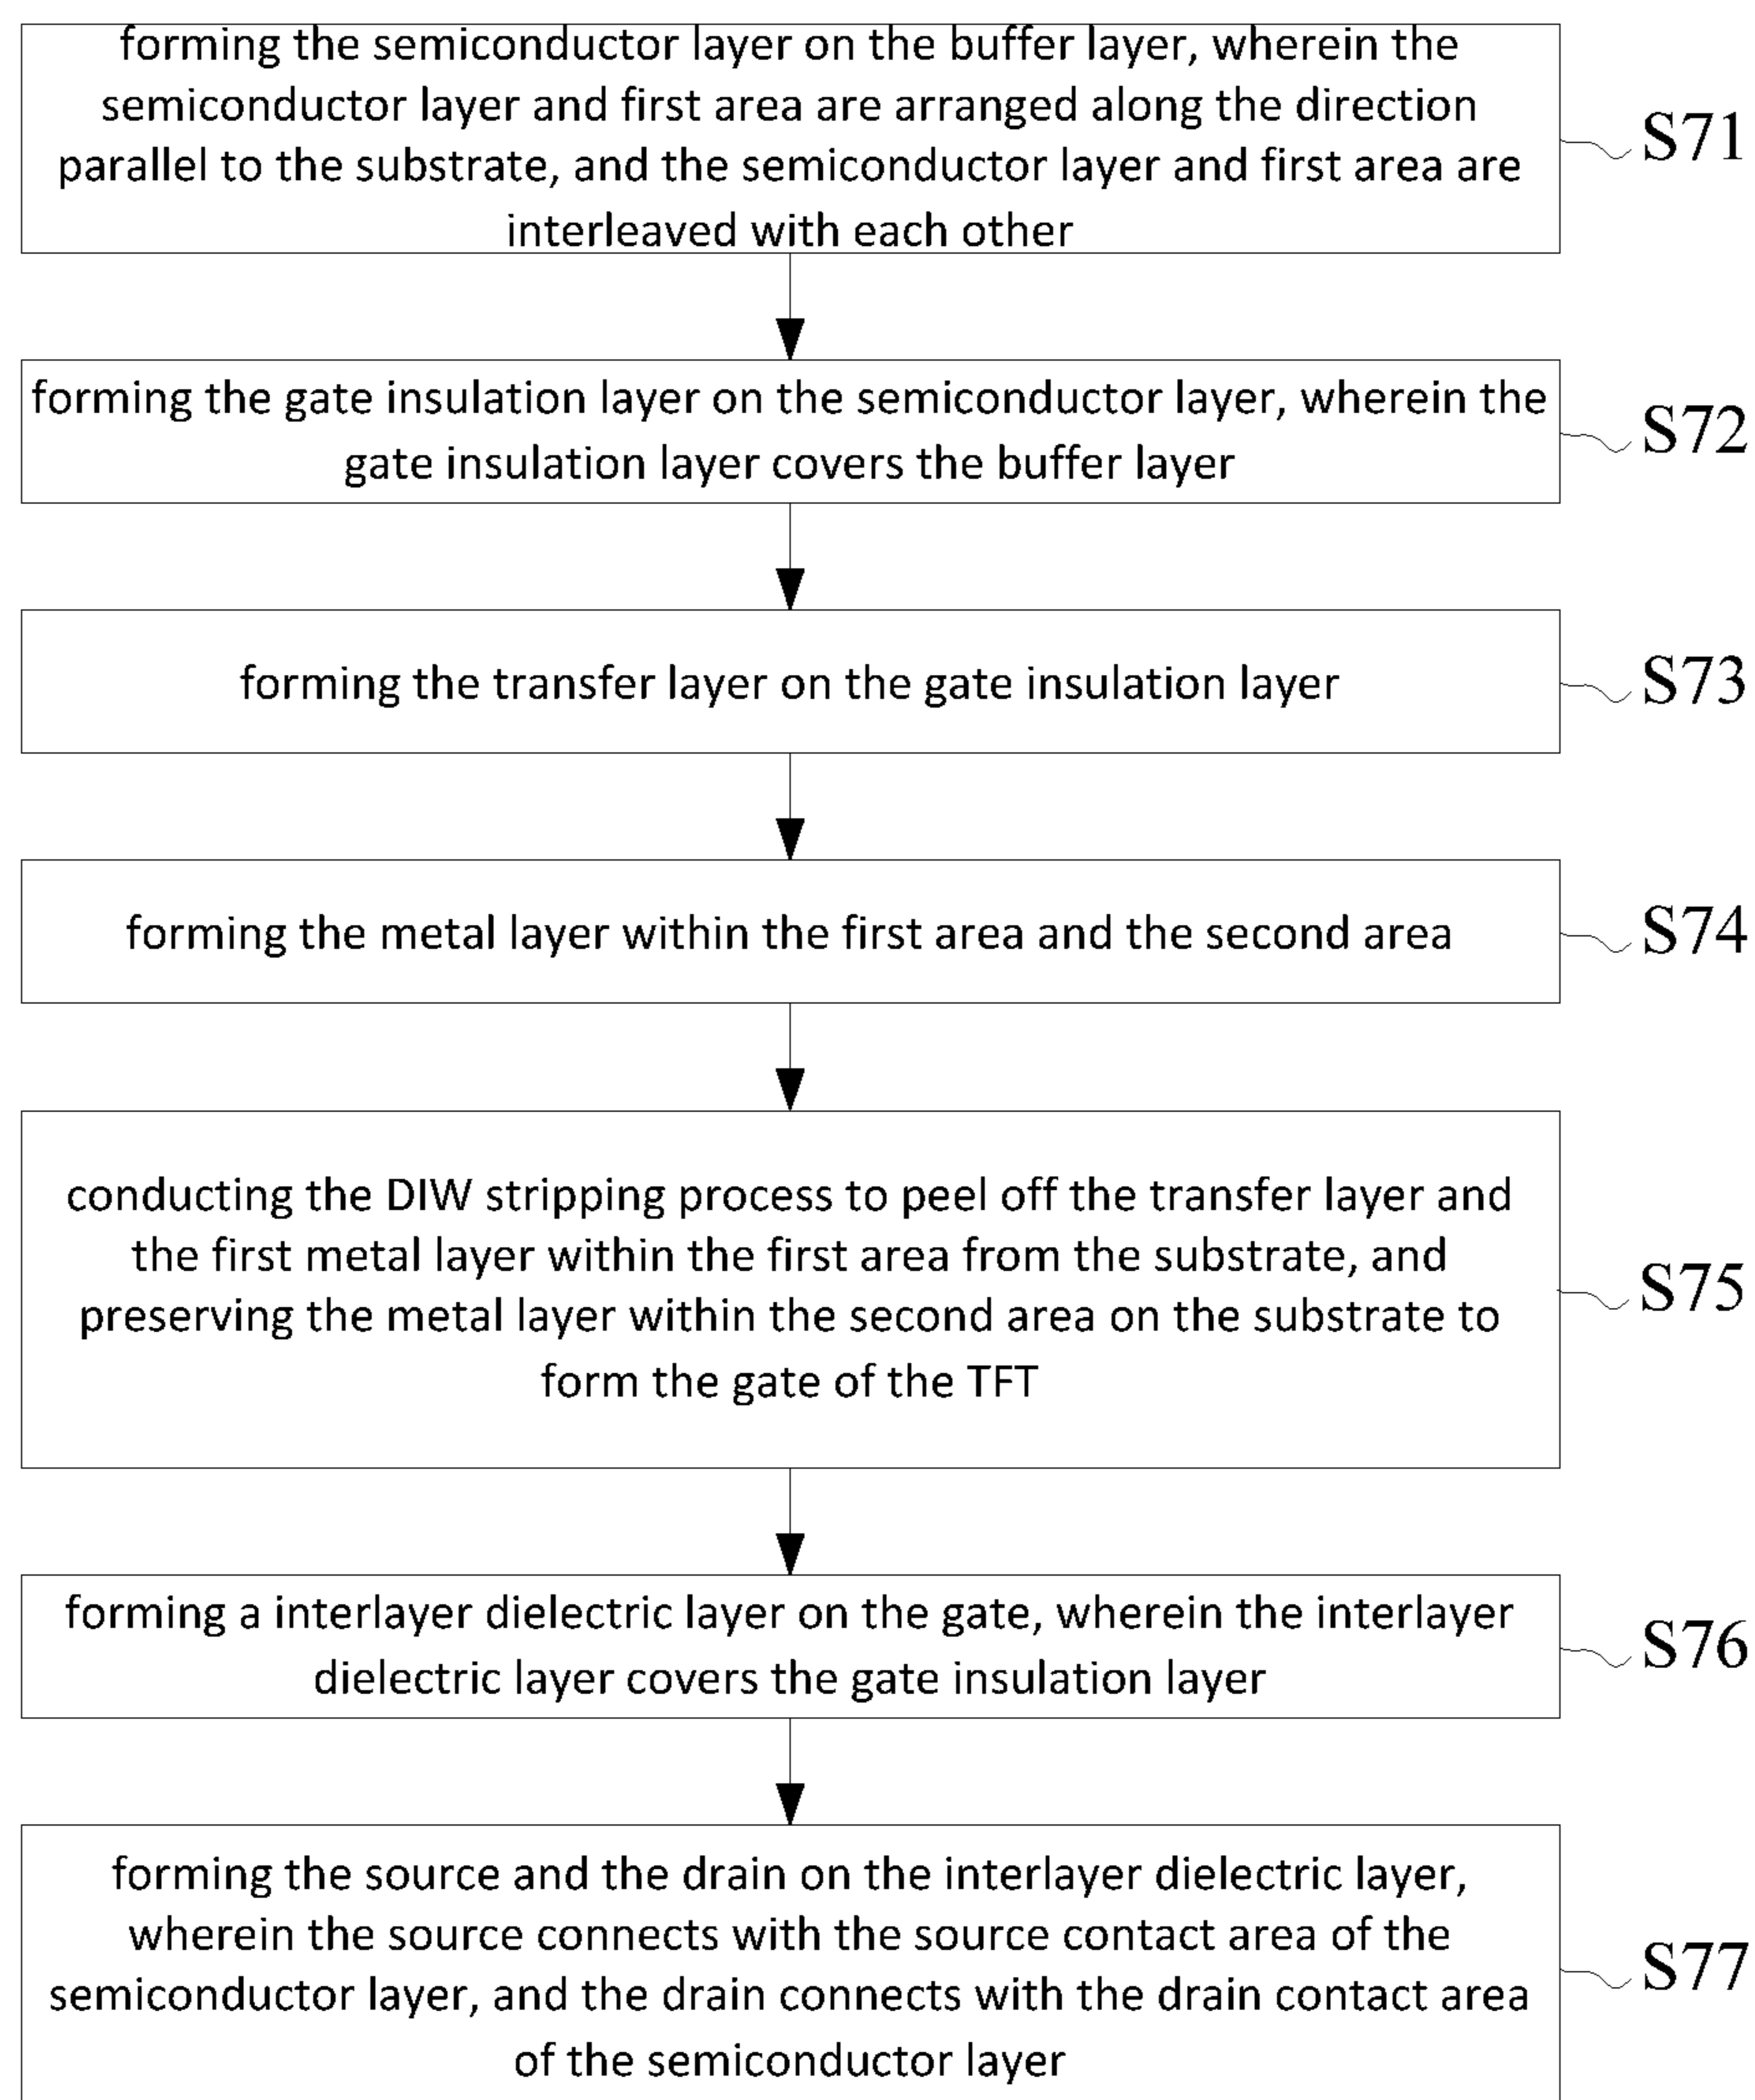 forming the semiconductor layer on the buffer layer, wherein the
semiconductor layer and first area are arranged along the direction
parallel to the substrate, and the semiconductor layer and first area are
interleaved with each other
S71
forming the gate insulation layer on the semiconductor layer, wherein the
gate insulation layer covers the buffer layer
S72
forming the transfer layer on the gate insulation layer
S73
forming the metal layer within the first area and the second area
S74
conducting the DIW stripping process to peel off the transfer layer and
the first metal layer within the first area from the substrate, and
preserving the metal layer within the second area on the substrate to
form the gate of the TFT
S75
forming a interlayer dielectric layer on the gate, wherein the interlayer
dielectric layer covers the gate insulation layer
S76
forming the source and the drain on the interlayer dielectric layer,
wherein the source connects with the source contact area of the
semiconductor layer, and the drain connects with the drain contact area
of the semiconductor layer
S77